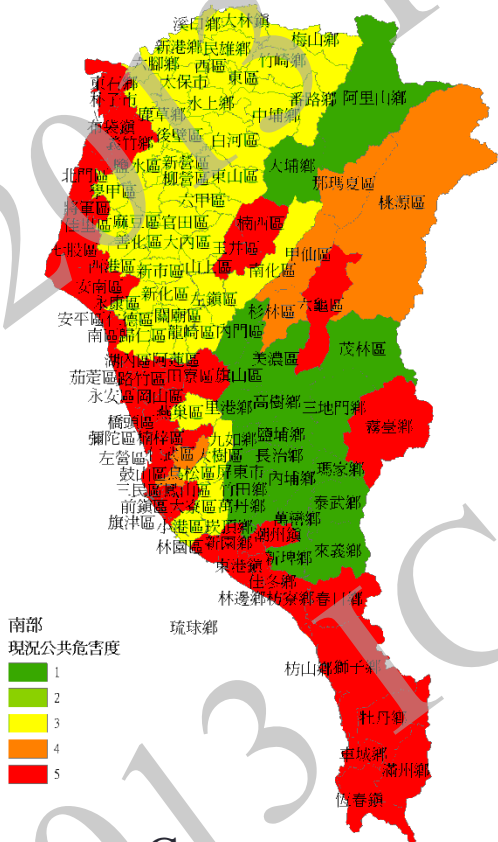 溪口鄉 大林鎮
梅山鄉
新港鄉 民雄鄉
竹崎鄉
六腳鄉 西區
東石鄉 太保市 東區
朴子市 水上鄉 番路鄉 阿里山鄉
鹿草鄉 中埔鄉
布袋鎮
義竹鄉 後壁區 白河區
鹽水區 新營區 大埔鄉
北門區 柳營區 東山區 那瑪夏區
學甲區 六甲區 桃源區
將軍區
佳里區 麻豆區 官田區 楠西區
善化區 大內區 玉井區
七股區 甲仙區
西港區 新市區 山上區 南化區
安南區 新化區 左鎮區
永康區 杉林區 六龜區
安平區 仁德區 關廟區
南區 歸仁區 龍崎區 內門區
茂林區
湖內區 阿蓮區 美濃區
茄萣區 路竹區 田寮區 旗山區
永安區 岡山區 高樹鄉
燕巢區 里港鄉 三地門鄉
橋頭區 霧臺鄉
彌陀區 楠梓區 九如鄉 鹽埔鄉
左營區 大樹區 長治鄉
鼓山區 鳥松區 屏東市 內埔鄉 瑪家鄉
三民區 鳳山區 竹田鄉
前鎮區 大寮區 萬丹鄉 泰武鄉
旗津區 萬巒鄉
小港區 崁頂鄉 潮州鎮
林園區 新園鄉 新埤鄉 來義鄉
東港鎮
佳冬鄉
林邊鄉 枋寮鄉 春日鄉
琉球鄉
南部
現況公共危害度
枋山鄉 獅子鄉
1
2
3
牡丹鄉
4
車城鄉
5
滿州鄉
恆春鎮
2013 IC
2013 IC